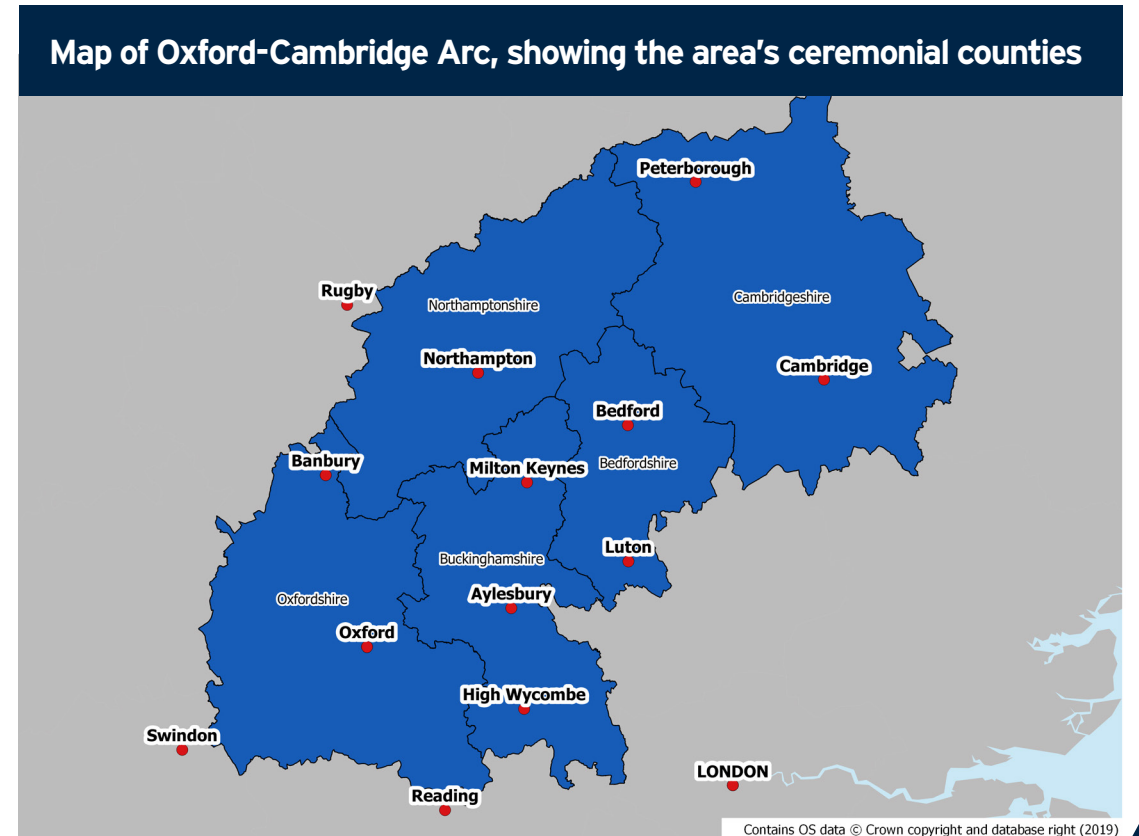 Map of Oxford-Cambridge Arc, showing the area's ceremonial counties
Peterborough
Rugby
Northamptonshire
Cambridgeshire
Northampton
Cambridge
Bedford
Banbury
Milton Keynes
Bedfordshire
Luton
Buckinghamshire
Aylesbury
Oxfordshire
Oxford
High Wycombe
Swindon
LONDON
Reading
Contains OS data © Crown copyright and database right (2019)